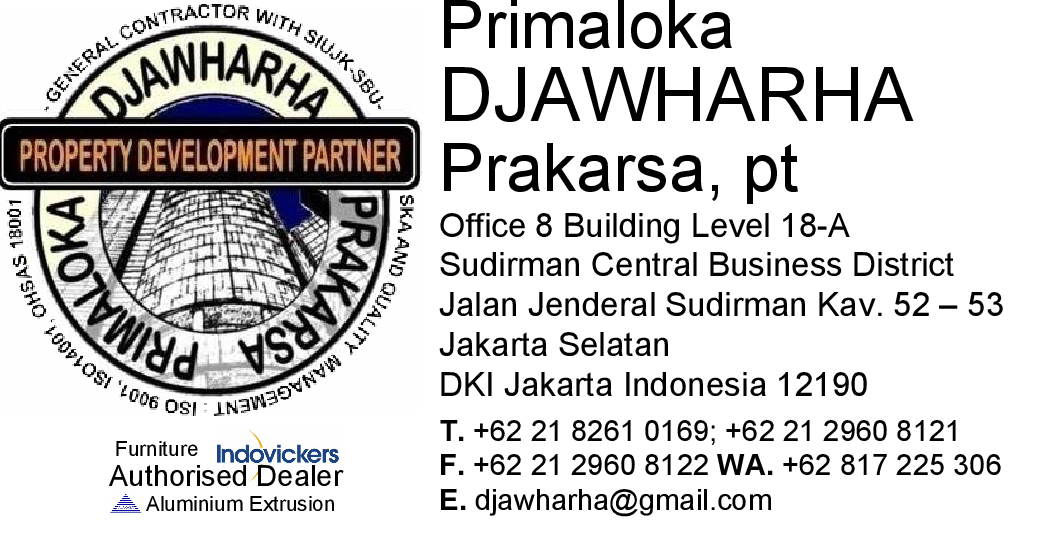 - GENERAL CONTRACTOR WITH SIUJK-SBU-
SKA AND QUALITY MANAGEMENT : ISO 9001, ISO14001, OHSAS 18001
DJAWHARHA
PROPERTY DEVELOPMENT PARTNER
PRIMALOKA
PRAKARSA
Furniture Indovickers
Authorised Dealer
Aluminium Extrusion
Primaloka
DJAWHARHA
Prakarsa, pt
Office 8 Building Level 18-A
Sudirman Central Business District
Jalan Jenderal Sudirman Kav. 52 – 53
Jakarta Selatan
DKI Jakarta Indonesia 12190
T. +62 21 8261 0169; +62 21 2960 8121
F. +62 21 2960 8122 WA. +62 817 225 306
E. djawharha@gmail.com